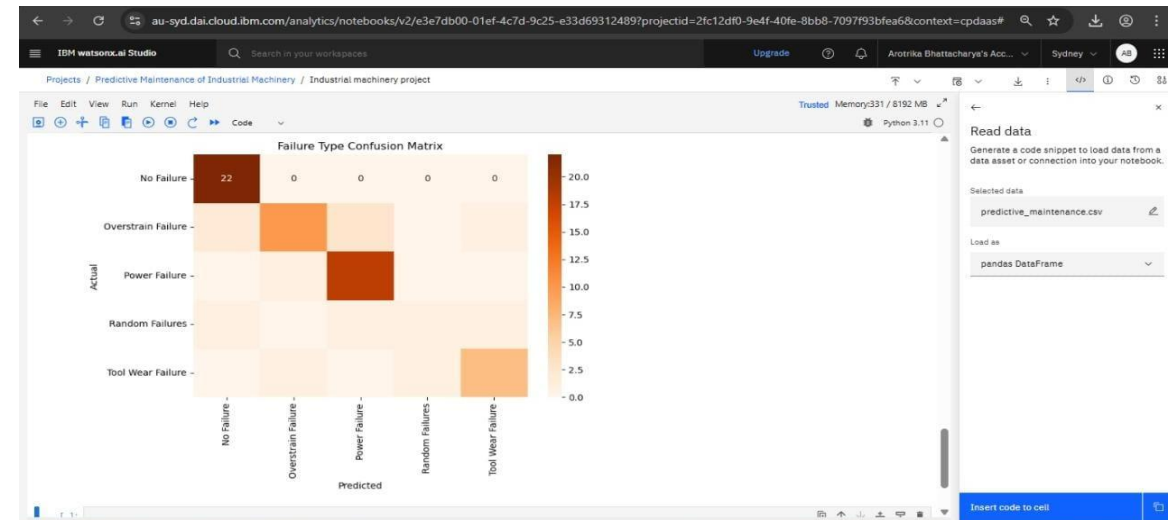 au-syd.dai.cloud.ibm.com/analytics/notebooks/v2/e3e7db00-01ef-4c7d-9c25-e33d69312489?projectid=2fc12df0-9e4f-40fe-8bb8-7097f93bfea6&context=cpdaas#
IBM watsonx.ai Studio Search in your workspaces Upgrade Arotrika Bhattacharya's Acc... Sydney AB
Projects / Predictive Maintenance of Industrial Machinery / Industrial machinery project
File Edit View Run Kernel Help Trusted Memory:331 / 8192 MB
Code Python 3.11
Failure Type Confusion Matrix
No Failure
22 0 0 0 0
Overstrain Failure
Power Failure
Random Failures
Tool Wear Failure
Actual
20.0
17.5
15.0
12.5
10.0
7.5
5.0
2.5
0.0
No Failure
Overstrain Failure
Power Failure
Random Failures
Tool Wear Failure
Predicted
Read data
Generate a code snippet to load data from a
data asset or connection into your notebook.
Selected data
predictive_maintenance.csv
Load as
pandas DataFrame
Insert code to cell